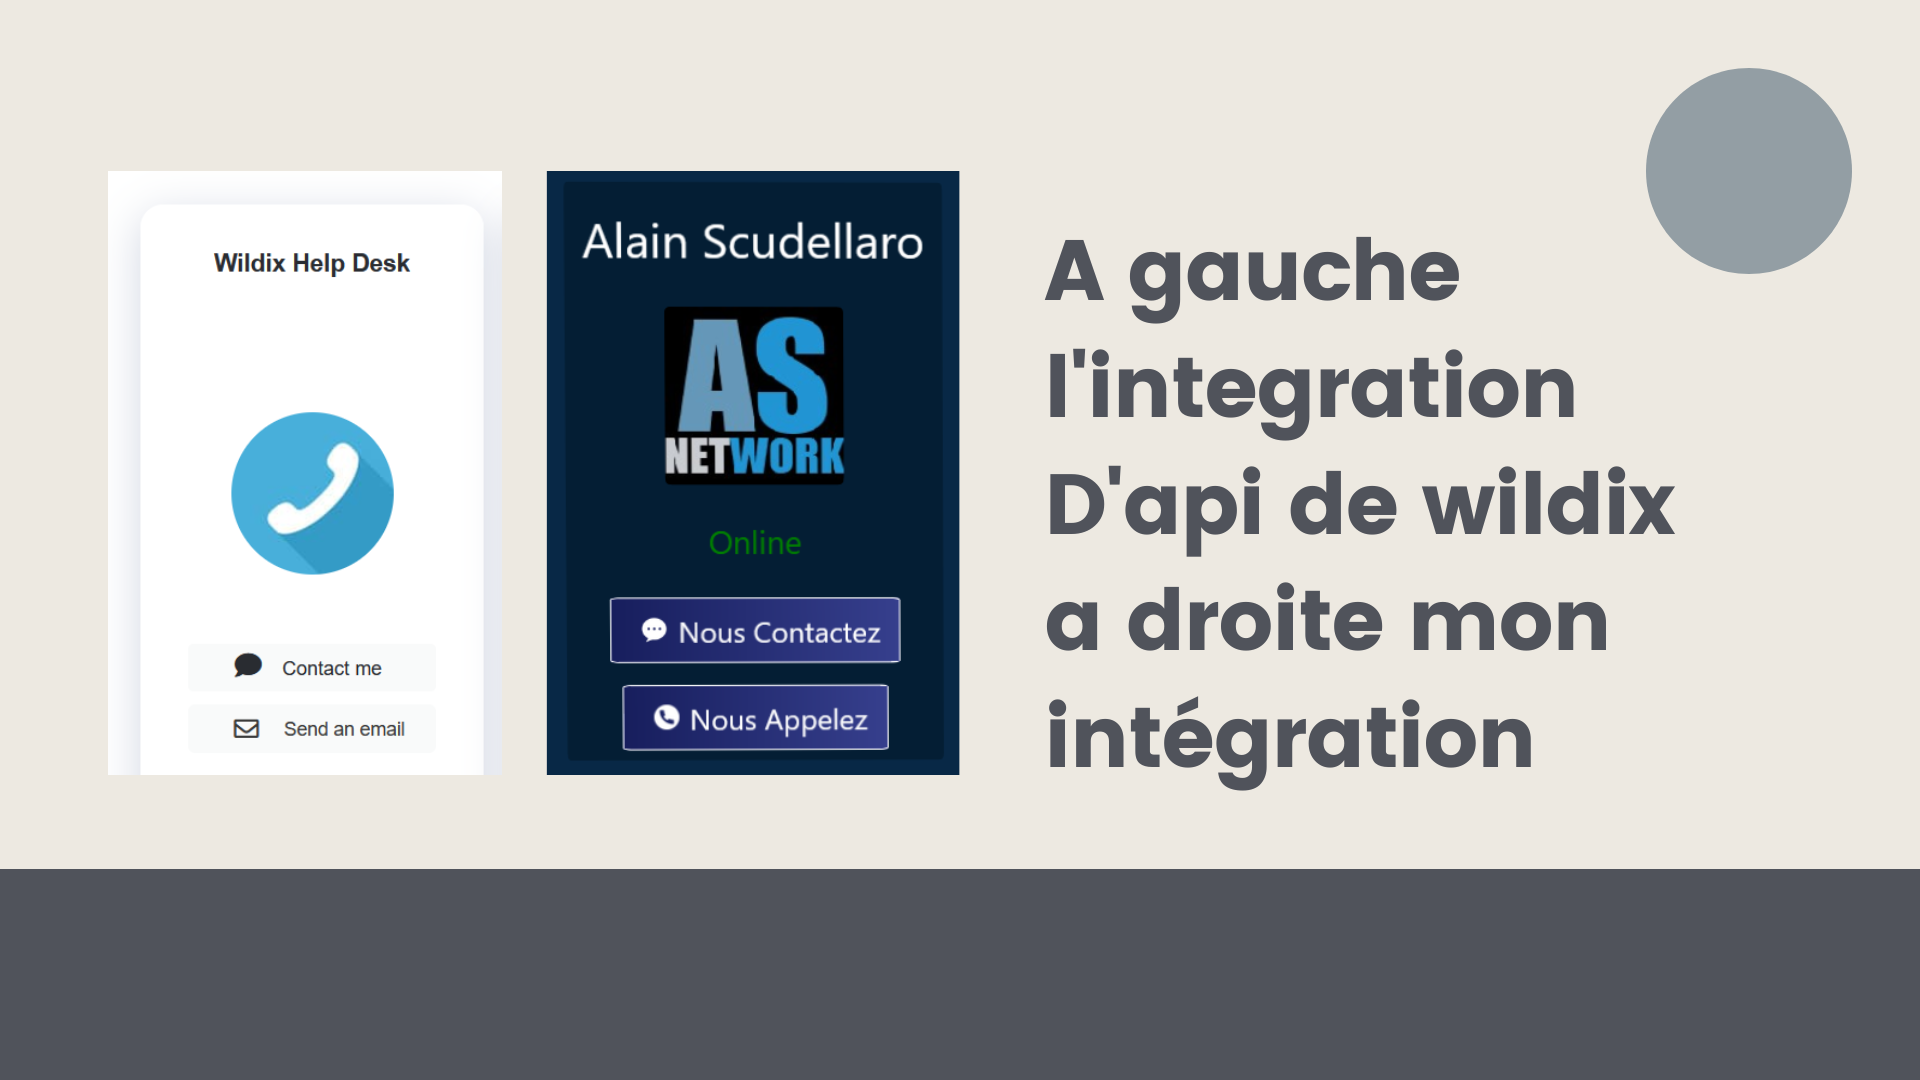 Wildix Help Desk
Contact me
Send an email
Alain Scudellaro
AS
NETWORK
Online
Nous Contactez
Nous Appelez
A gauche
l'integration
D'api de wildix
a droite mon
intégration